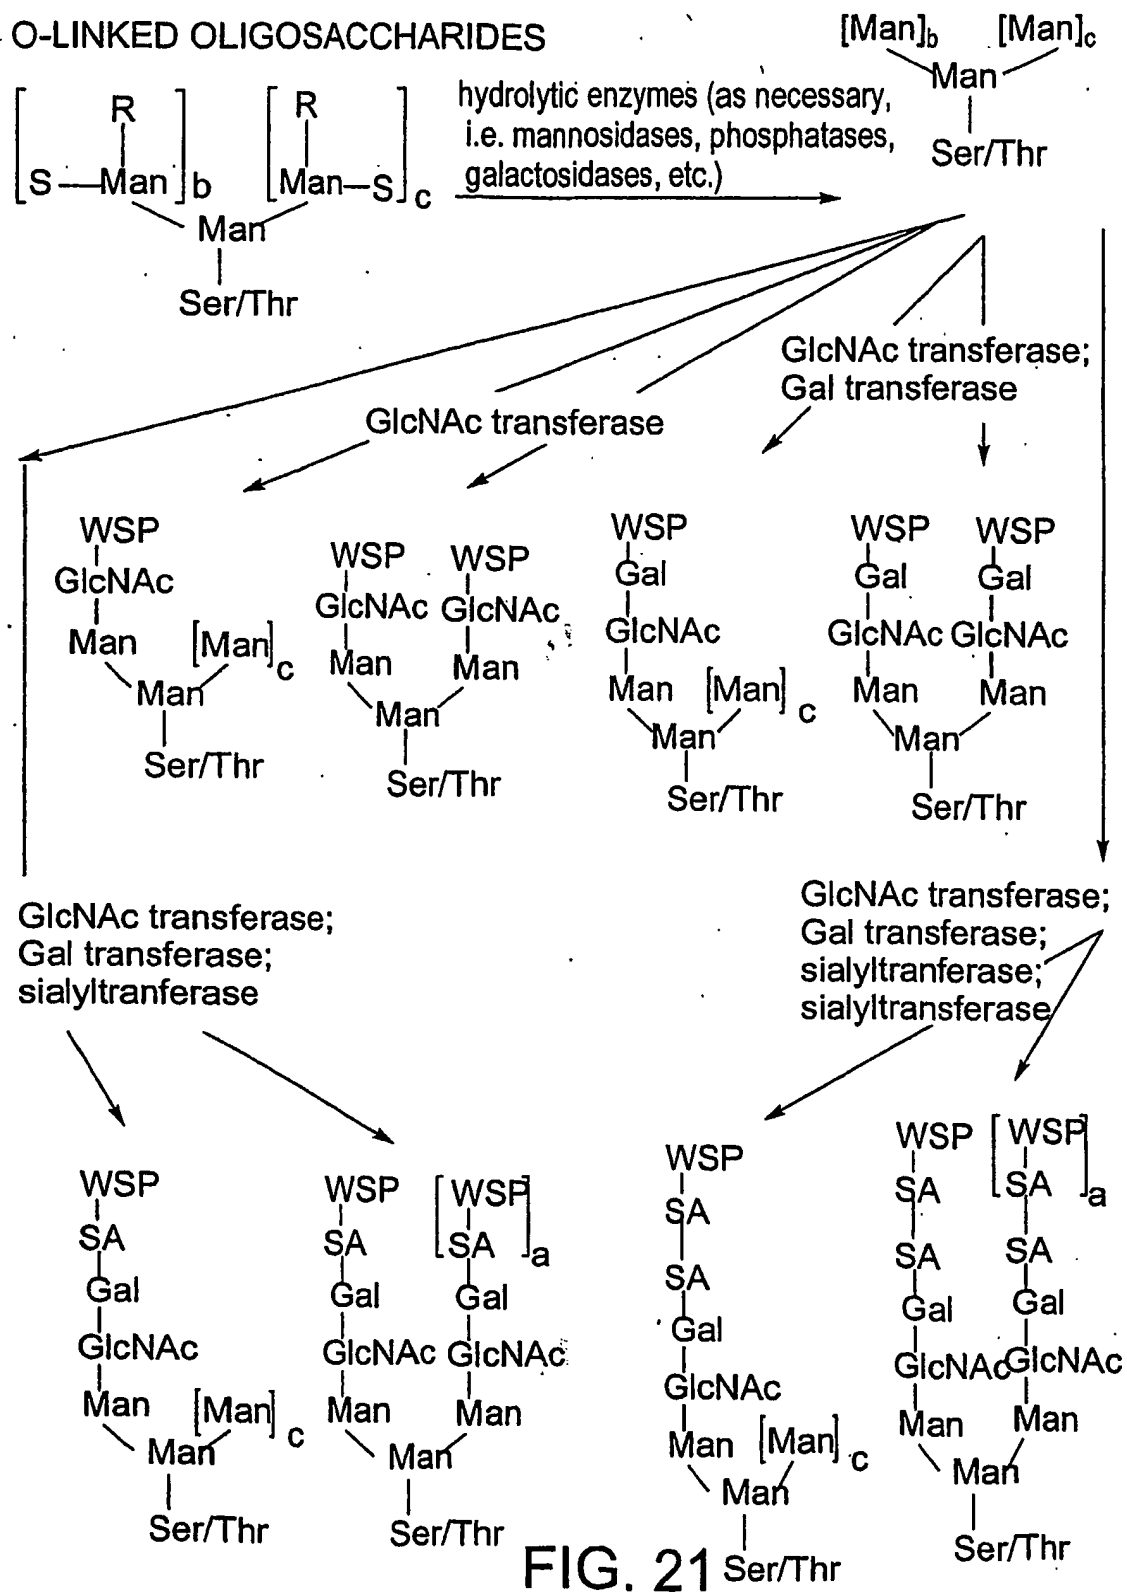 O-LINKED OLIGOSACCHARIDES
[Man]b [Man]c
Man
Ser/Thr
[ R ] [ R ]
[S—Man]b [Man—S]c
Man
Ser/Thr
hydrolytic enzymes (as necessary,
i.e. mannosidases, phosphatases,
galactosidases, etc.)
GlcNAc transferase;
Gal transferase
GlcNAc transferase
WSP
GlcNAc
Man [Man]c
Man
Ser/Thr
WSP WSP
GlcNAc GlcNAc
Man Man
Man
Ser/Thr
WSP
Gal
GlcNAc
Man [Man]c
Man
Ser/Thr
WSP WSP
Gal Gal
GlcNAc GlcNAc
Man Man
Man
Ser/Thr
GlcNAc transferase;
Gal transferase;
sialyltranferase
GlcNAc transferase;
Gal transferase;
sialyltranferase;
sialyltransferase
WSP
SA
Gal
GlcNAc
Man [Man]c
Man
Ser/Thr
WSP [WSP
SA SA]a
Gal Gal
GlcNAc GlcNAc
Man Man
Man
Ser/Thr
WSP
SA
SA
Gal
GlcNAc
Man [Man]c
Man
Ser/Thr
WSP [WSP
SA SA]a
SA SA
Gal Gal
GlcNAc GlcNAc
Man Man
Man
Ser/Thr
FIG. 21